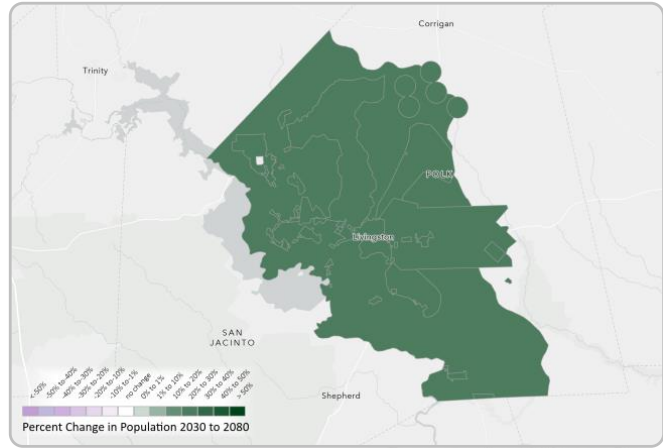 Corrigan
Trinity
POLK
Livingston
SAN
JACINTO
Shepherd
<-50%
-50% to-40%
-40% to-30%
-30% to-20%
-20% to-10%
-10% to-1%
no change
0% to 1%
1% to 10%
10% to 20%
20% to 30%
30% to 40%
40% to 50%
> 50%
Percent Change in Population 2030 to 2080